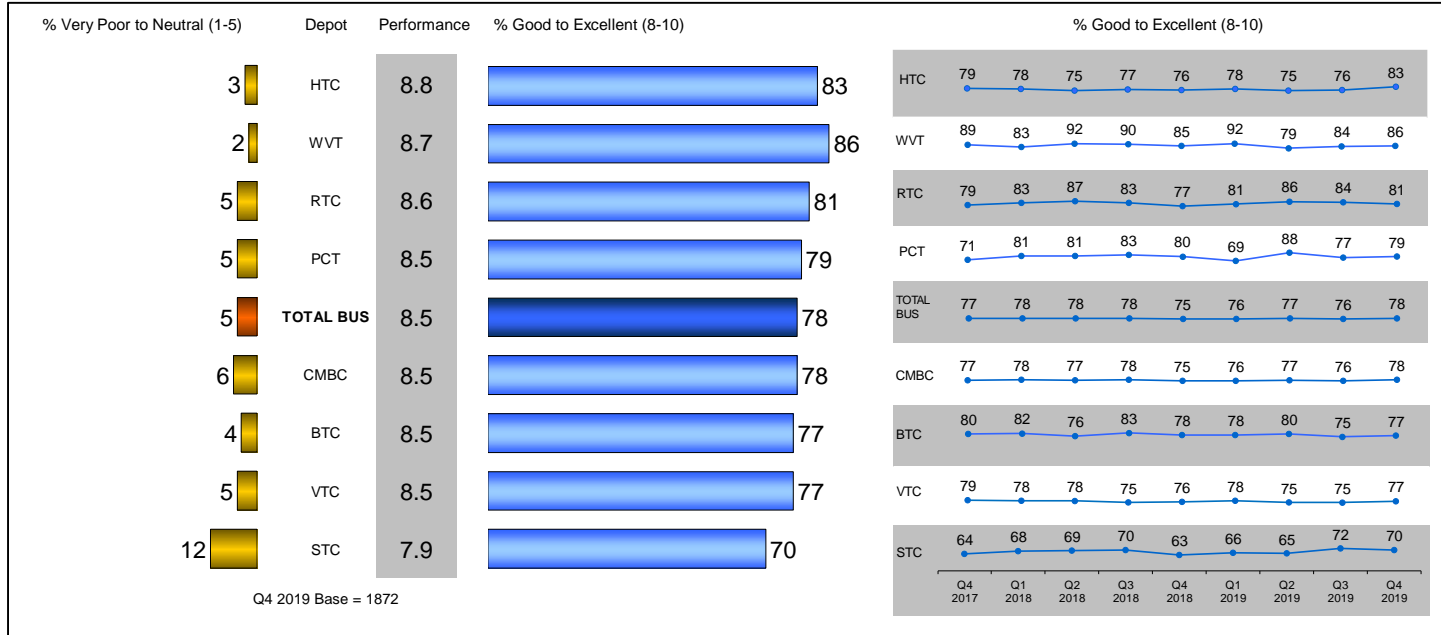 % Very Poor to Neutral (1-5) Depot Performance % Good to Excellent (8-10) % Good to Excellent (8-10)
3 HTC 8.8 83
2 WVT 8.7 86
5 RTC 8.6 81
5 PCT 8.5 79
5 TOTAL BUS 8.5 78
6 CMBC 8.5 78
4 BTC 8.5 77
5 VTC 8.5 77
12 STC 7.9 70
Q4 2019 Base = 1872
HTC 79 78 75 77 76 78 75 76 83
WVT 89 83 92 90 85 92 79 84 86
RTC 79 83 87 83 77 81 86 84 81
PCT 71 81 81 83 80 69 88 77 79
TOTAL
BUS 77 78 78 78 75 76 77 76 78
CMBC 77 78 77 78 75 76 77 76 78
BTC 80 82 76 83 78 78 80 75 77
VTC 79 78 78 75 76 78 75 75 77
STC 64 68 69 70 63 66 65 72 70
Q4 Q1 Q2 Q3 Q4 Q1 Q2 Q3 Q4
2017 2018 2018 2018 2018 2019 2019 2019 2019